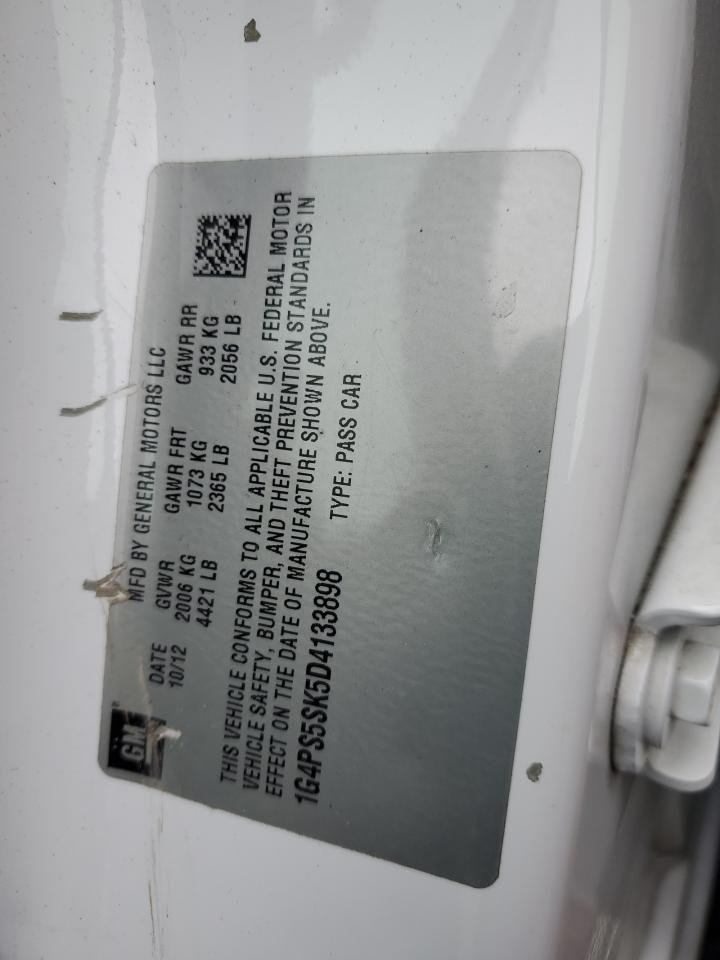 GM
MFD BY GENERAL MOTORS LLC
DATE GVWR GAWR FRT GAWR RR
10/12 2006 KG 1073 KG 933 KG
4421 LB 2365 LB 2056 LB
THIS VEHICLE CONFORMS TO ALL APPLICABLE U.S. FEDERAL MOTOR
VEHICLE SAFETY, BUMPER, AND THEFT PREVENTION STANDARDS IN
EFFECT ON THE DATE OF MANUFACTURE SHOWN ABOVE.
1G4PS5SK5D4133898 TYPE: PASS CAR